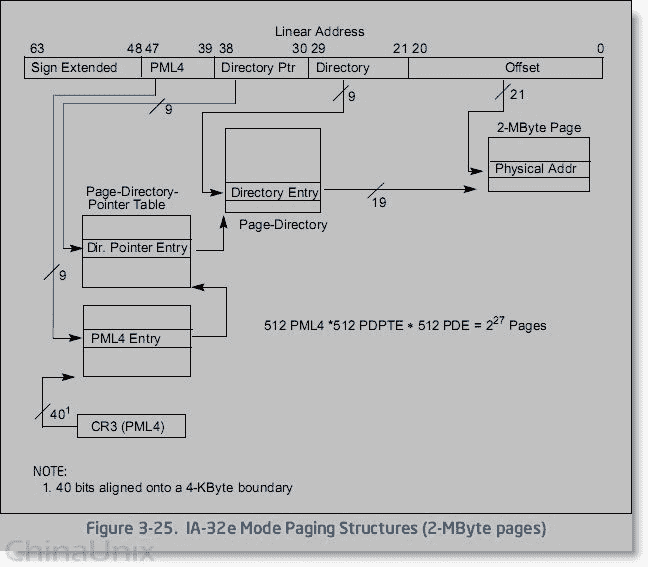 Linear Address
63 48 47 39 38 30 29 21 20 0
Sign Extended PML4 Directory Ptr Directory Offset
9 9 21
2-MByte Page
Physical Addr
Directory Entry
19
Page-Directory-
Pointer Table
Page-Directory
Dir. Pointer Entry
9
512 PML4 *512 PDPTE * 512 PDE = 2^27 Pages
PML4 Entry
40^1
CR3 (PML4)
NOTE:
1. 40 bits aligned onto a 4-KByte boundary
Figure 3-25. IA-32e Mode Paging Structures (2-MByte pages)
ChinaUnix